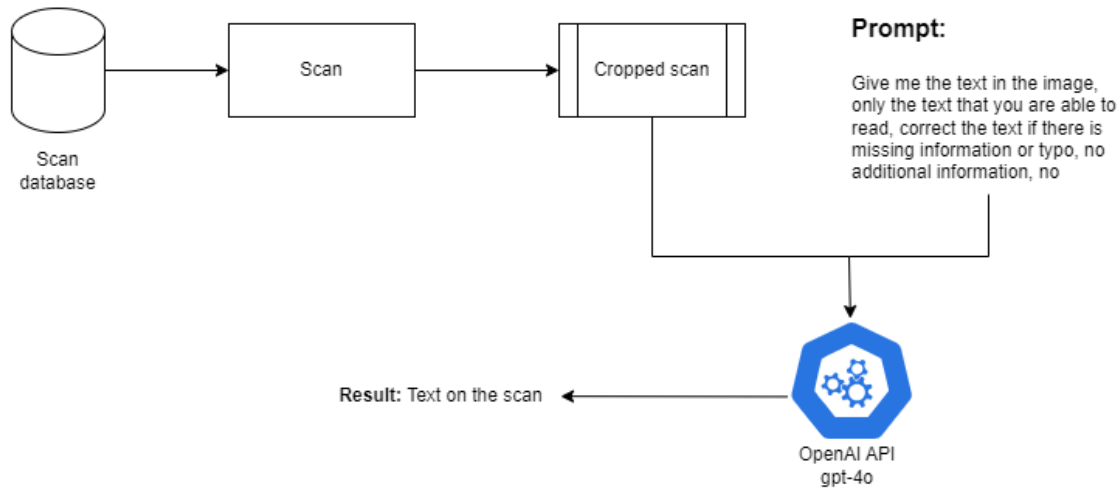 Scan
Cropped scan
Prompt:
Give me the text in the image,
only the text that you are able to
read, correct the text if there is
missing information or typo, no
additional information, no
Scan
database
Result: Text on the scan
OpenAI API
gpt-4o